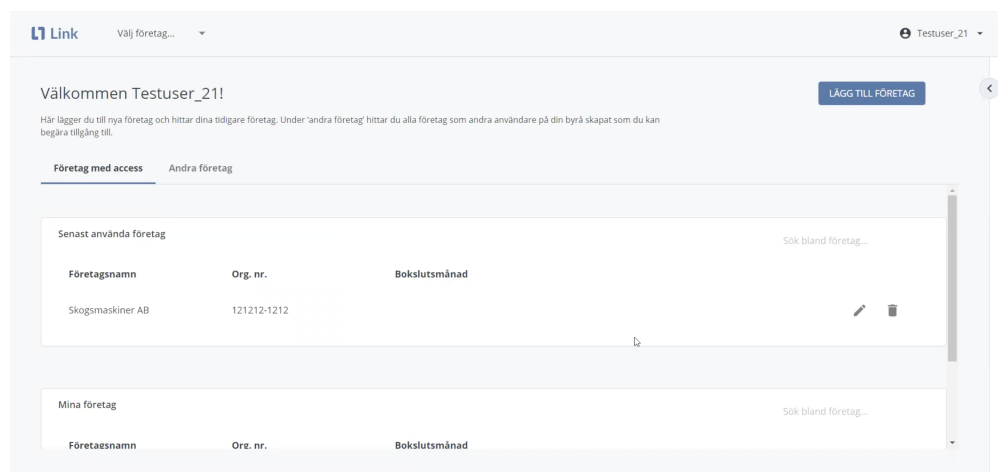 Link Välj företag... Testuser_21
Välkommen Testuser_21!
LÄGG TILL FÖRETAG
Här lägger du till nya företag och hittar dina tidigare företag. Under 'andra företag' hittar du alla företag som andra användare på din byrå skapat som du kan
begära tillgång till.
Företag med access Andra företag
Senast använda företag
Sök bland företag...
Företagsnamn Org. nr. Bokslutsmånad
Skogsmaskiner AB 121212-1212
Mina företag
Sök bland företag...
Företagsnamn Org. nr. Bokslutsmånad